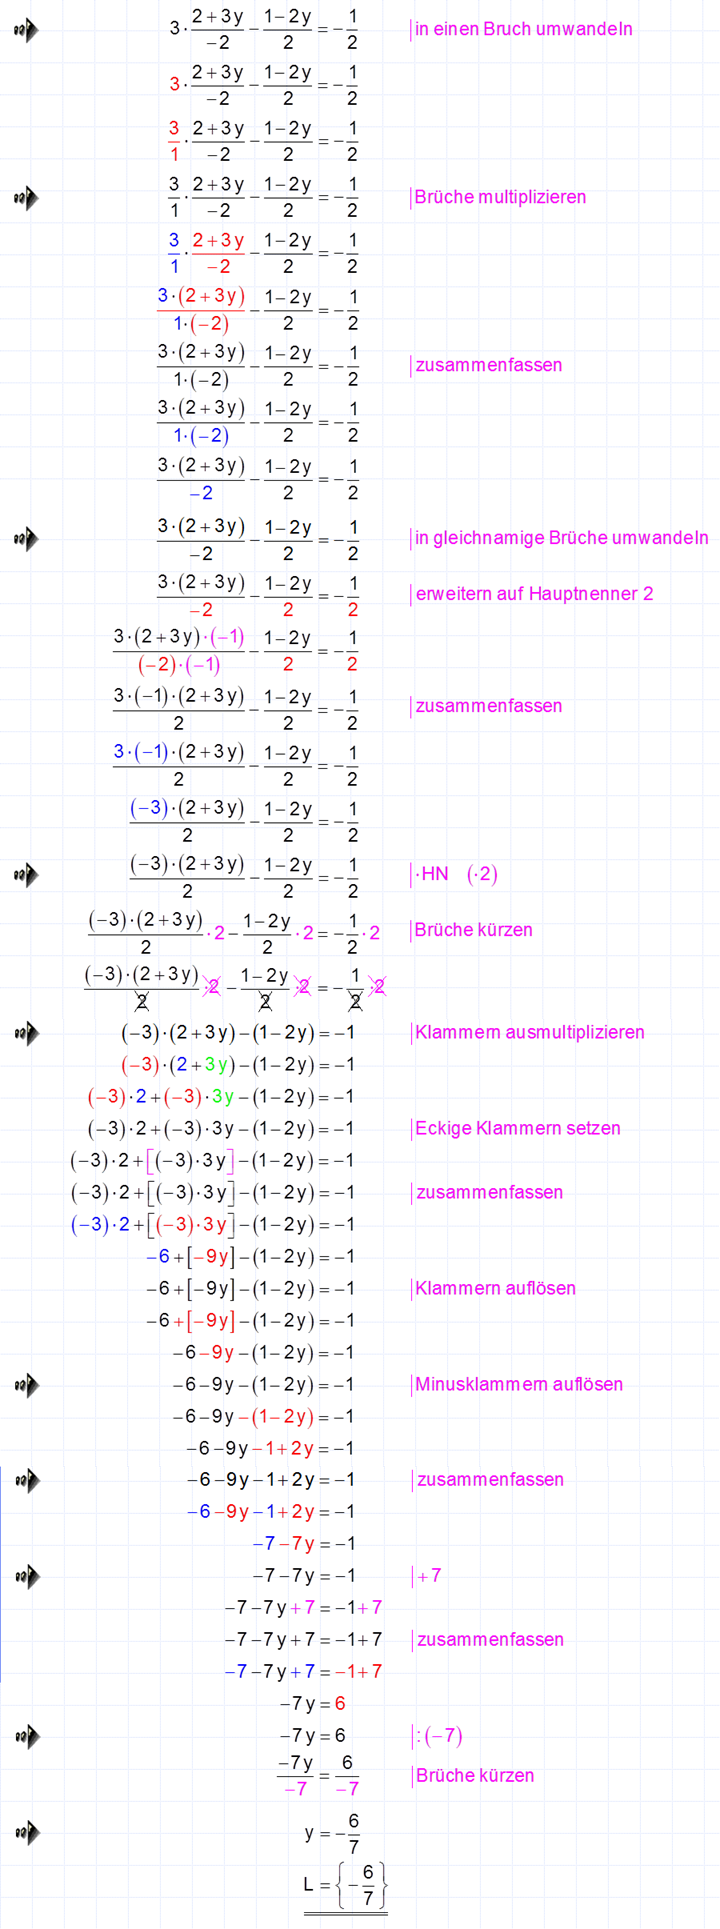 3·(2+3y)/(−2) − (1−2y)/2 = −1/2 |in einen Bruch umwandeln
3·(2+3y)/(−2) − (1−2y)/2 = −1/2
3/1·(2+3y)/(−2) − (1−2y)/2 = −1/2
3/1·(2+3y)/(−2) − (1−2y)/2 = −1/2 |Brüche multiplizieren
3/1·(2+3y)/(−2) − (1−2y)/2 = −1/2
3·(2+3y)/(1·(−2)) − (1−2y)/2 = −1/2
3·(2+3y)/(1·(−2)) − (1−2y)/2 = −1/2 |zusammenfassen
3·(2+3y)/(1·(−2)) − (1−2y)/2 = −1/2
3·(2+3y)/(−2) − (1−2y)/2 = −1/2
3·(2+3y)/(−2) − (1−2y)/2 = −1/2 |in gleichnamige Brüche umwandeln
3·(2+3y)/(−2) − (1−2y)/2 = −1/2 |erweitern auf Hauptnenner 2
3·(2+3y)·(−1)/((−2)·(−1)) − (1−2y)/2 = −1/2
3·(−1)·(2+3y)/2 − (1−2y)/2 = −1/2 |zusammenfassen
3·(−1)·(2+3y)/2 − (1−2y)/2 = −1/2
(−3)·(2+3y)/2 − (1−2y)/2 = −1/2
(−3)·(2+3y)/2 − (1−2y)/2 = −1/2 |·HN (·2)
(−3)·(2+3y)/2·2 − (1−2y)/2·2 = −1/2·2 |Brüche kürzen
(−3)·(2+3y)/2·2 − (1−2y)/2·2 = −1/2·2
(−3)·(2+3y)−(1−2y) = −1 |Klammern ausmultiplizieren
(−3)·(2+3y)−(1−2y) = −1
(−3)·2+(−3)·3y−(1−2y) = −1
(−3)·2+(−3)·3y−(1−2y) = −1 |Eckige Klammern setzen
(−3)·2+[(−3)·3y]−(1−2y) = −1
(−3)·2+[(−3)·3y]−(1−2y) = −1 |zusammenfassen
(−3)·2+[(−3)·3y]−(1−2y) = −1
−6+[−9y]−(1−2y) = −1
−6+[−9y]−(1−2y) = −1 |Klammern auflösen
−6+[−9y]−(1−2y) = −1
−6−9y−(1−2y) = −1
−6−9y−(1−2y) = −1 |Minusklammern auflösen
−6−9y−(1−2y) = −1
−6−9y−1+2y = −1
−6−9y−1+2y = −1 |zusammenfassen
−6−9y−1+2y = −1
−7−7y = −1
−7−7y = −1 |+7
−7−7y+7 = −1+7
−7−7y+7 = −1+7 |zusammenfassen
−7−7y+7 = −1+7
−7y = 6
−7y = 6 |:(−7)
−7y/−7 = 6/−7 |Brüche kürzen
y = −6/7
L = {−6/7}